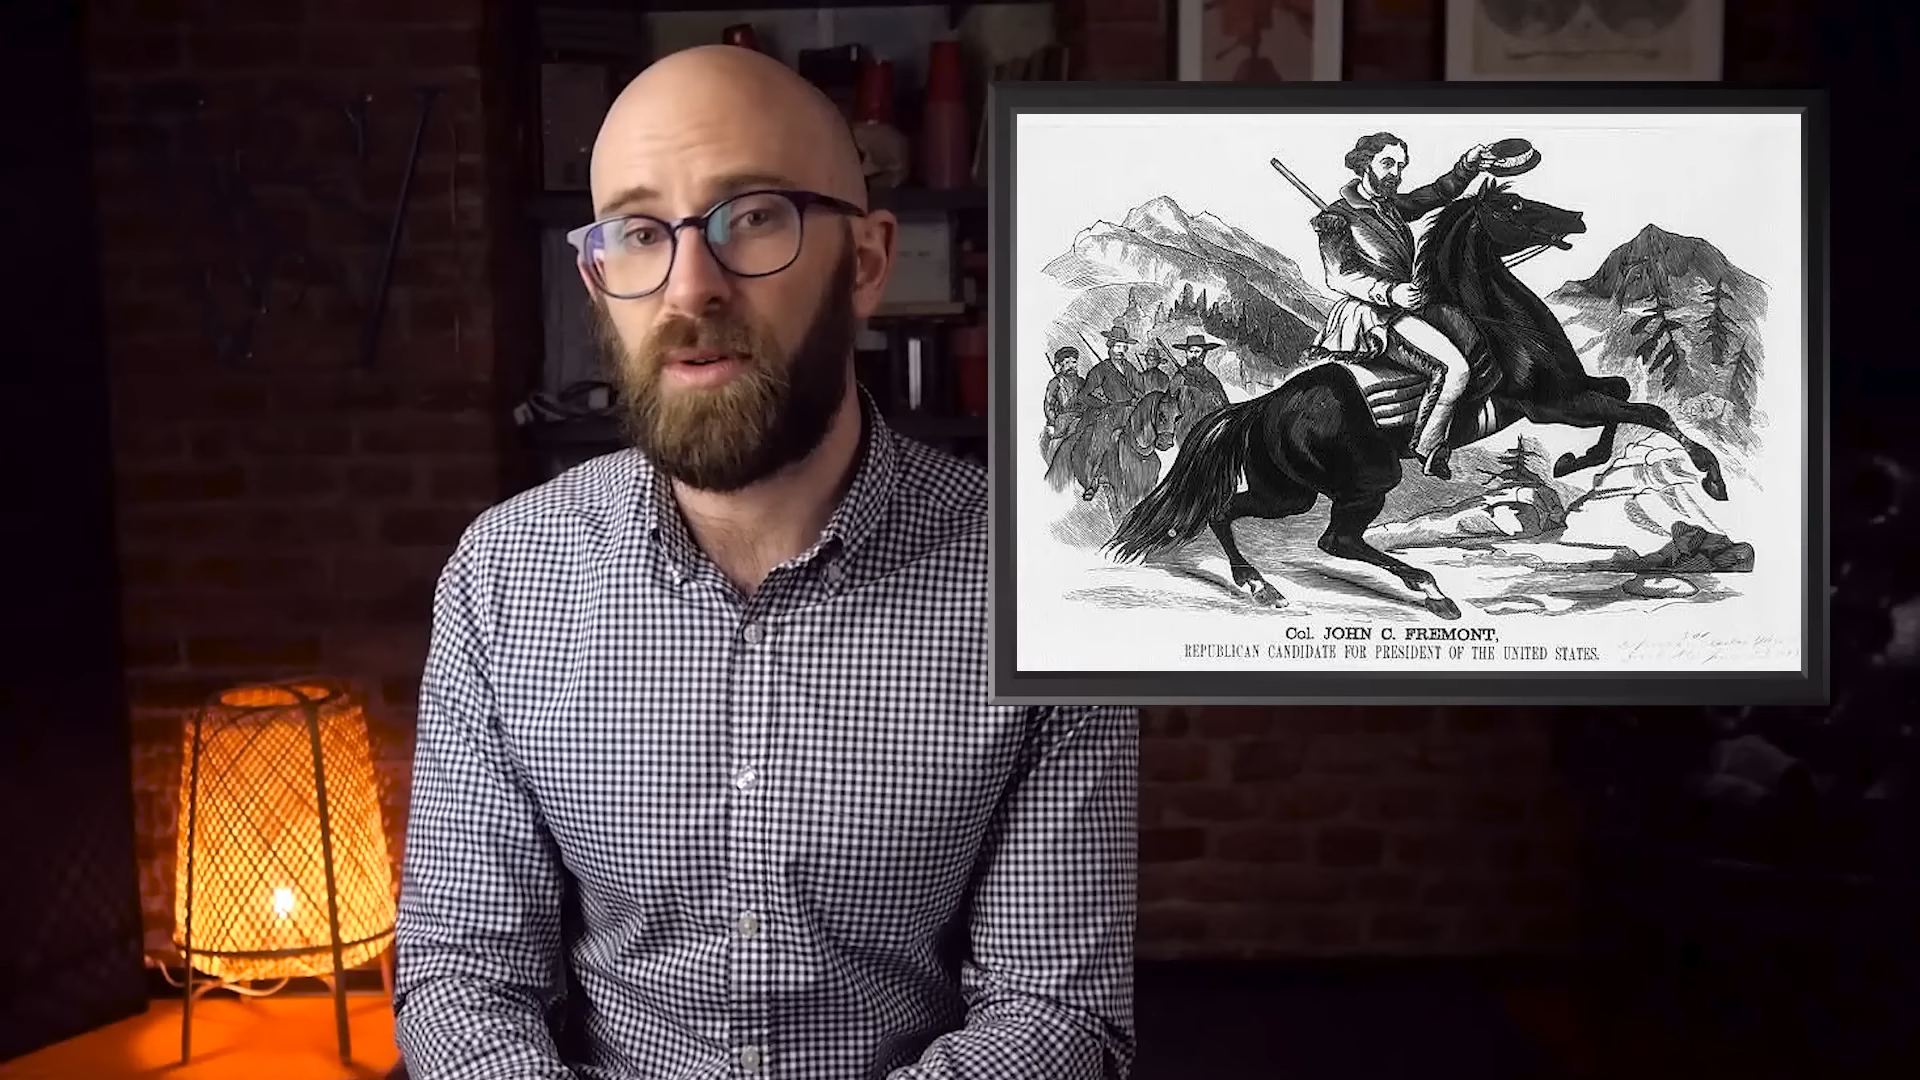 Col. JOHN C. FREMONT,
REPUBLICAN CANDIDATE FOR PRESIDENT OF THE UNITED STATES.